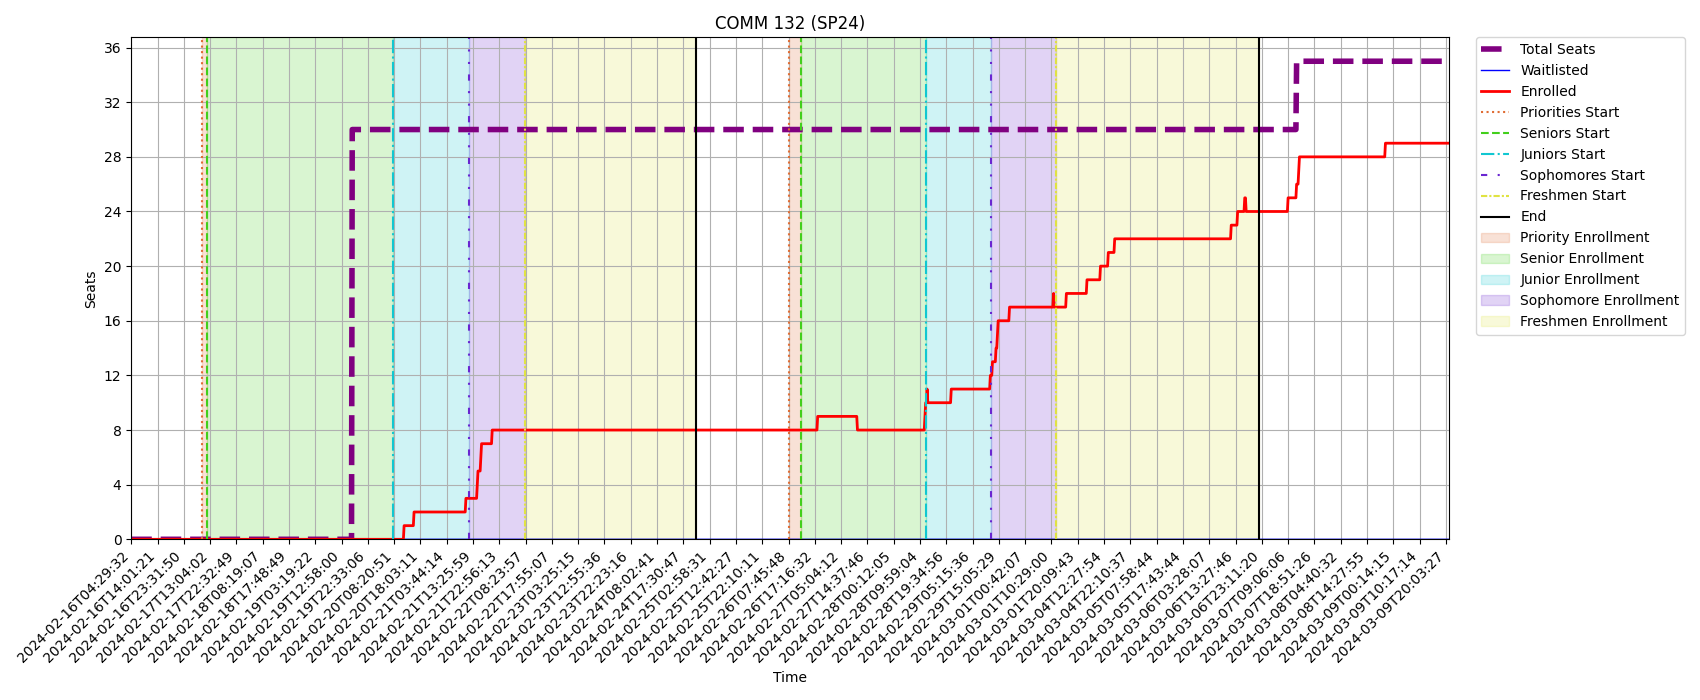 COMM 132 (SP24)
36
32
28
24
20
16
12
8
4
0
Seats
2024-02-16T04:29:32
2024-02-16T14:01:21
2024-02-16T23:31:50
2024-02-17T13:04:02
2024-02-17T22:32:49
2024-02-18T08:19:07
2024-02-18T17:48:49
2024-02-19T03:19:22
2024-02-19T12:58:00
2024-02-19T22:33:06
2024-02-20T08:20:51
2024-02-20T18:03:11
2024-02-21T03:44:14
2024-02-21T13:25:59
2024-02-21T22:56:13
2024-02-22T08:23:57
2024-02-22T17:55:07
2024-02-23T03:25:15
2024-02-23T12:55:36
2024-02-23T22:23:16
2024-02-24T08:02:41
2024-02-24T17:30:47
2024-02-25T02:58:31
2024-02-25T12:42:27
2024-02-25T22:10:11
2024-02-26T07:45:48
2024-02-26T17:16:32
2024-02-27T05:04:12
2024-02-27T14:37:46
2024-02-28T00:12:05
2024-02-28T09:59:04
2024-02-28T19:34:56
2024-02-29T05:15:36
2024-02-29T15:05:29
2024-03-01T00:42:07
2024-03-01T10:29:00
2024-03-01T20:09:43
2024-03-04T12:27:54
2024-03-04T22:10:37
2024-03-05T07:58:44
2024-03-05T17:43:44
2024-03-06T03:28:07
2024-03-06T13:27:46
2024-03-06T23:11:20
2024-03-07T09:06:06
2024-03-07T18:51:26
2024-03-08T04:40:32
2024-03-08T14:27:55
2024-03-09T00:14:15
2024-03-09T10:17:14
2024-03-09T20:03:27
Time
Total Seats
Waitlisted
Enrolled
Priorities Start
Seniors Start
Juniors Start
Sophomores Start
Freshmen Start
End
Priority Enrollment
Senior Enrollment
Junior Enrollment
Sophomore Enrollment
Freshmen Enrollment